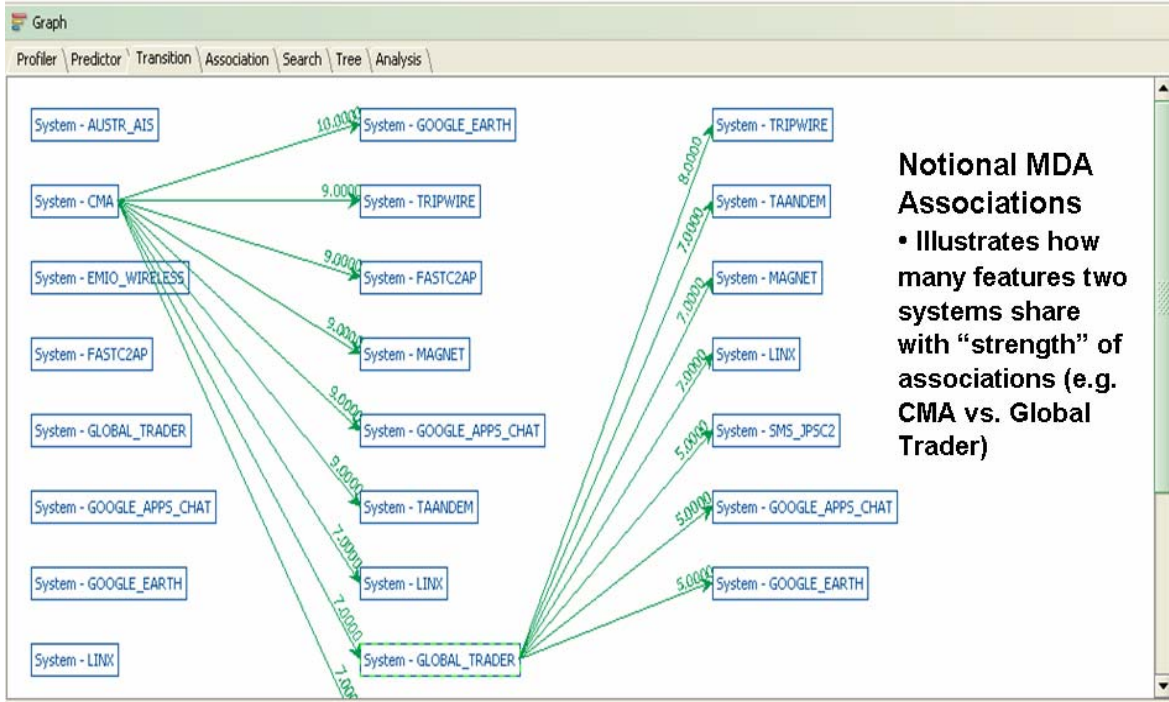 Graph
Profiler Predictor Transition Association Search Tree Analysis
System - AUSTR_AIS
System - CMA
System - EMIO_WIRELESS
System - FASTC2AP
System - GLOBAL_TRADER
System - GOOGLE_APPS_CHAT
System - GOOGLE_EARTH
System - LINX
10.0000
9.0000
9.0000
9.0000
9.0000
9.0000
7.0000
7.0000
System - GOOGLE_EARTH
System - TRIPWIRE
System - FASTC2AP
System - MAGNET
System - GOOGLE_APPS_CHAT
System - TAANDEM
System - LINX
System - GLOBAL_TRADER
8.0000
7.0000
7.0000
7.0000
5.0000
5.0000
5.0000
System - TRIPWIRE
System - TAANDEM
System - MAGNET
System - LINX
System - SMS_JPSC2
System - GOOGLE_APPS_CHAT
System - GOOGLE_EARTH
Notional MDA
Associations
• Illustrates how
many features two
systems share
with “strength” of
associations (e.g.
CMA vs. Global
Trader)